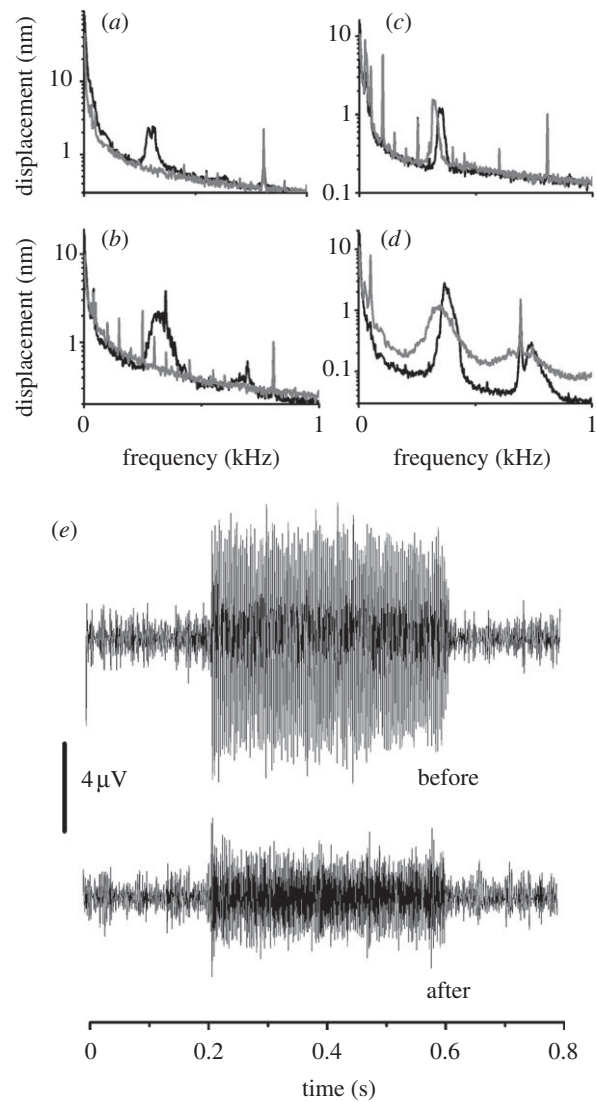 (a)
displacement (nm)
10
1
(c)
10
1
0.1
(b)
displacement (nm)
10
1
0
1
frequency (kHz)
(d)
10
1
0.1
0
1
frequency (kHz)
(e)
4 µV
before
after
0 0.2 0.4 0.6 0.8
time (s)